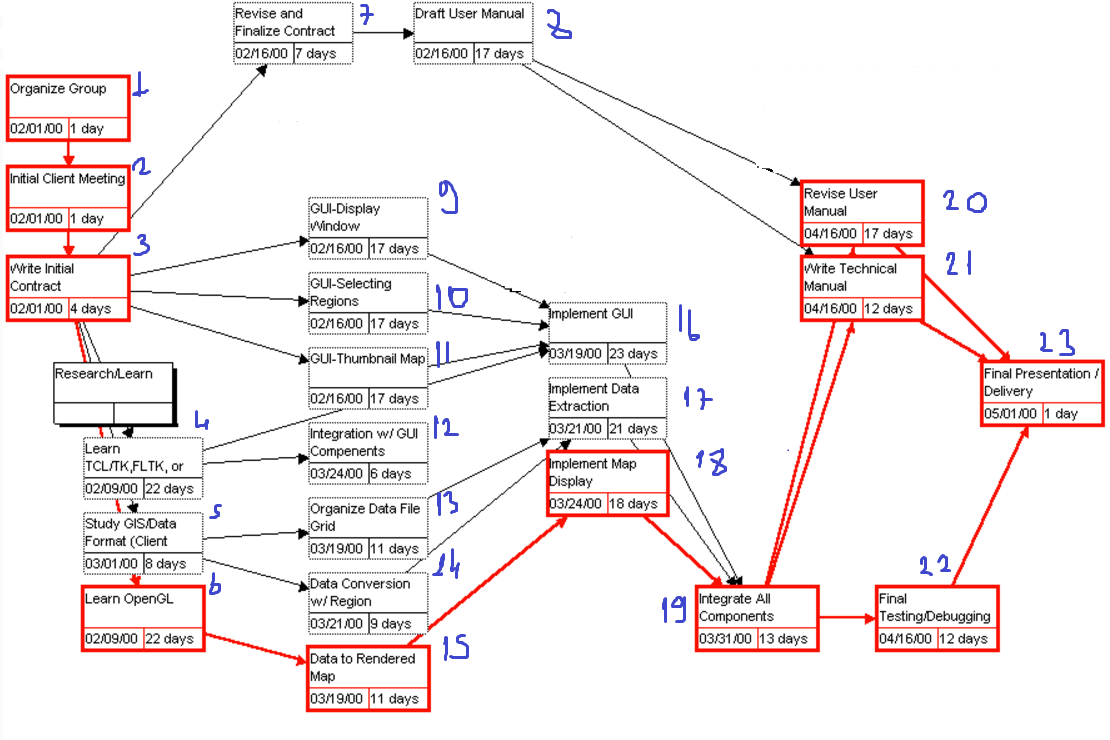 Revise and
Finalize Contract
02/16/00 7 days
7
Draft User Manual
02/16/00 17 days
8
Organize Group
02/01/00 1 day
1
Initial Client Meeting
02/01/00 1 day
2
Write Initial
Contract
02/01/00 4 days
3
Research/Learn
Learn
TCL/TK,FLTK, or
02/09/00 22 days
4
Study GIS/Data
Format (Client
03/01/00 8 days
5
Learn OpenGL
02/09/00 22 days
6
GUI-Display
Window
02/16/00 17 days
9
GUI-Selecting
Regions
02/16/00 17 days
10
GUI-Thumbnail Map
02/16/00 17 days
11
Integration w/ GUI
Compenents
03/24/00 6 days
12
Organize Data File
Grid
03/19/00 11 days
13
Data Conversion
w/ Region
03/21/00 9 days
14
Data to Rendered
Map
03/19/00 11 days
15
Implement GUI
03/19/00 23 days
16
Implement Data
Extraction
03/21/00 21 days
17
Implement Map
Display
03/24/00 18 days
18
Integrate All
Components
03/31/00 13 days
19
Revise User
Manual
04/16/00 17 days
20
Write Technical
Manual
04/16/00 12 days
21
Final
Testing/Debugging
04/16/00 12 days
22
Final Presentation /
Delivery
05/01/00 1 day
23